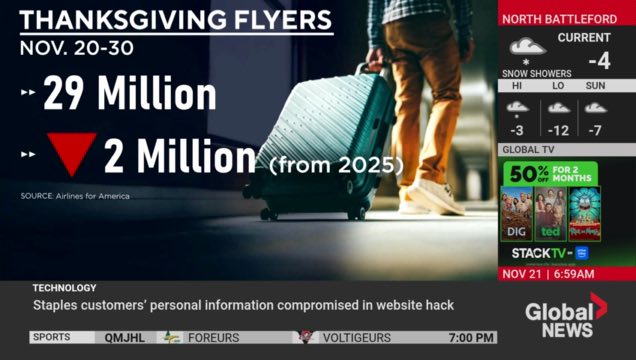 THANKSGIVING FLYERS
NOV. 20-30
29 Million
2 Million (from 2025)
SOURCE: Airlines for America
NORTH BATTLEFORD
CURRENT
-4
SNOW SHOWERS
HI LO SUN
-3 -12 -7
GLOBAL TV
50% OFF FOR 2 MONTHS
DIG ted
STACKTV
NOV 21 | 6:59AM
TECHNOLOGY
Staples customers' personal information compromised in website hack
Global
NEWS
SPORTS QMJHL FOREURS VOLTIGEURS 7:00 PM